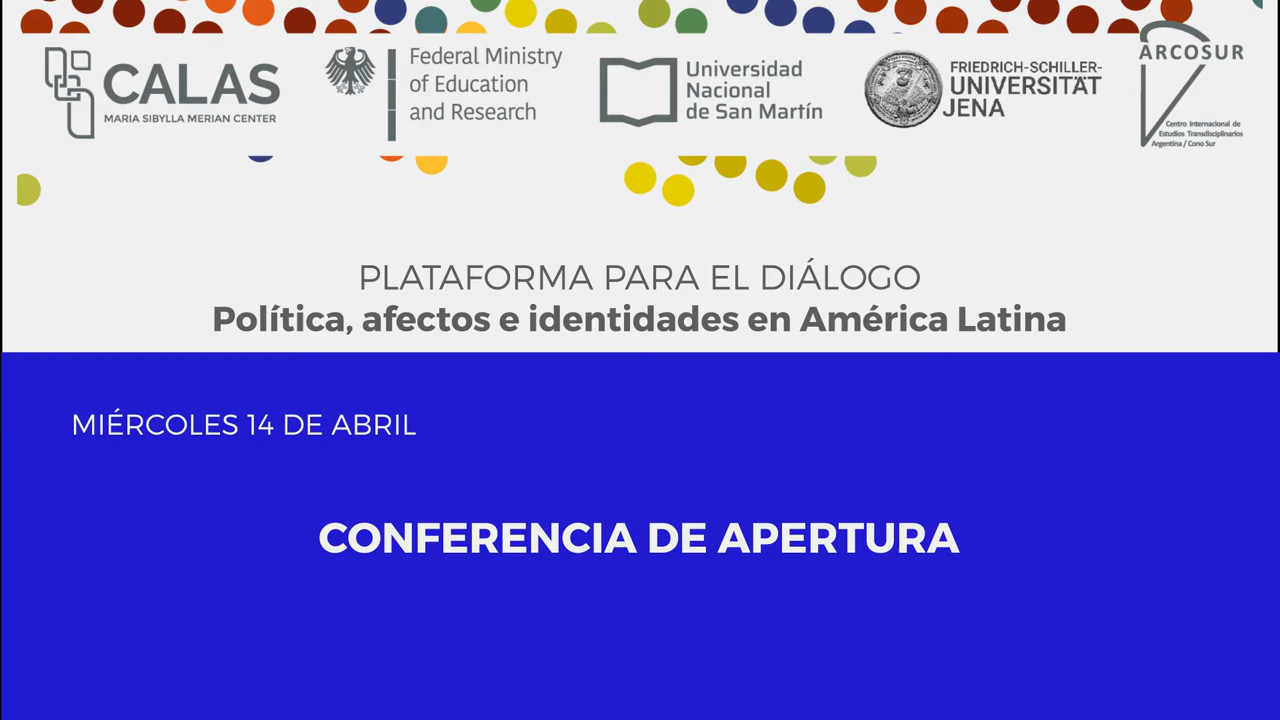 CALAS
MARIA SIBYLLA MERIAN CENTER
Federal Ministry
of Education
and Research
Universidad
Nacional
de San Martín
FRIEDRICH-SCHILLER-
UNIVERSITÄT
JENA
ARCOSUR
Centro Internacional de
Estudios Transdisciplinarios
Argentina / Cono Sur
PLATAFORMA PARA EL DIÁLOGO
Política, afectos e identidades en América Latina
MIÉRCOLES 14 DE ABRIL
CONFERENCIA DE APERTURA